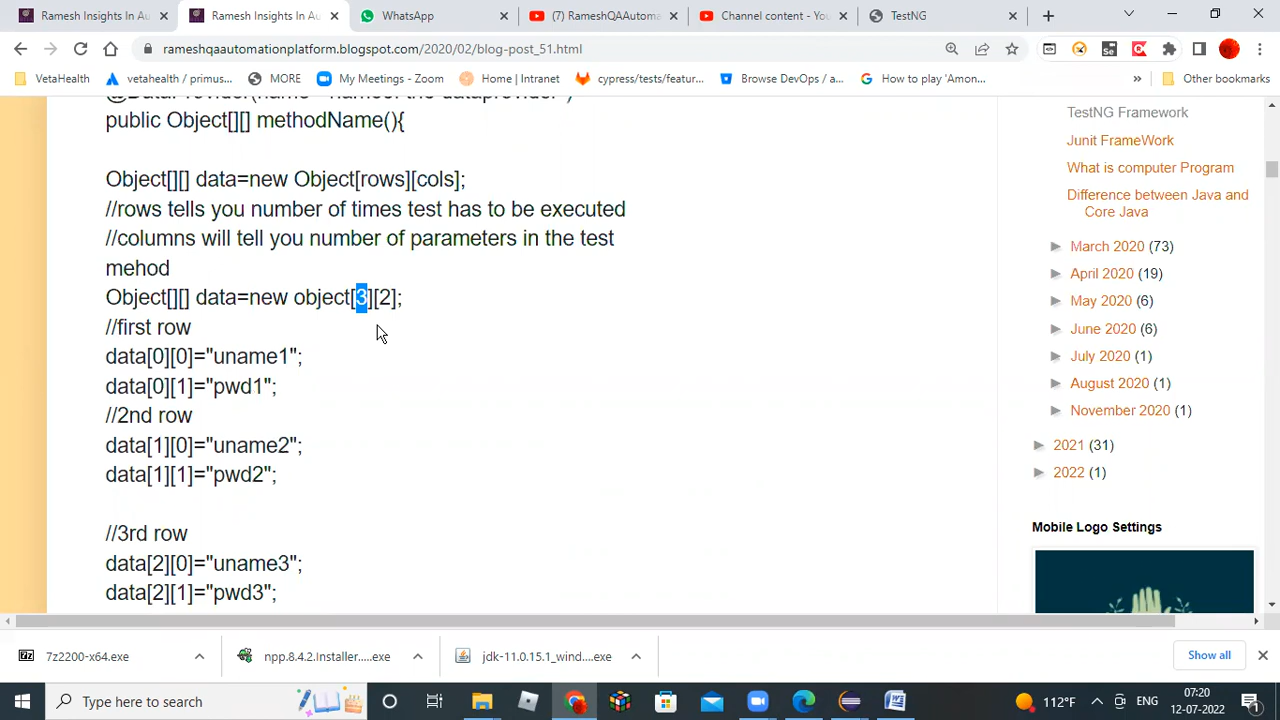 Ramesh Insights In Au
Ramesh Insights In Au
WhatsApp
(7) RameshQAAutoma
Channel content - You
TestNG
rameshqaautomationplatform.blogspot.com/2020/02/blog-post_51.html
VetaHealth
vetahealth / primus...
MORE
My Meetings - Zoom
Home | Intranet
cypress/tests/featur...
Browse DevOps / a...
How to play 'Amon...
»
Other bookmarks
public Object[][] methodName(){
Object[][] data=new Object[rows][cols];
//rows tells you number of times test has to be executed
//columns will tell you number of parameters in the test
mehod
Object[][] data=new object[3][2];
//first row
data[0][0]="uname1";
data[0][1]="pwd1";
//2nd row
data[1][0]="uname2";
data[1][1]="pwd2";
//3rd row
data[2][0]="uname3";
data[2][1]="pwd3";
TestNG Framework
Junit FrameWork
What is computer Program
Difference between Java and
Core Java
► March 2020 (73)
► April 2020 (19)
► May 2020 (6)
► June 2020 (6)
► July 2020 (1)
► August 2020 (1)
► November 2020 (1)
► 2021 (31)
► 2022 (1)
Mobile Logo Settings
7z2200-x64.exe
npp.8.4.2.Installer.....exe
jdk-11.0.15.1_wind....exe
Show all
Type here to search
112°F
ENG
07:20
12-07-2022
1